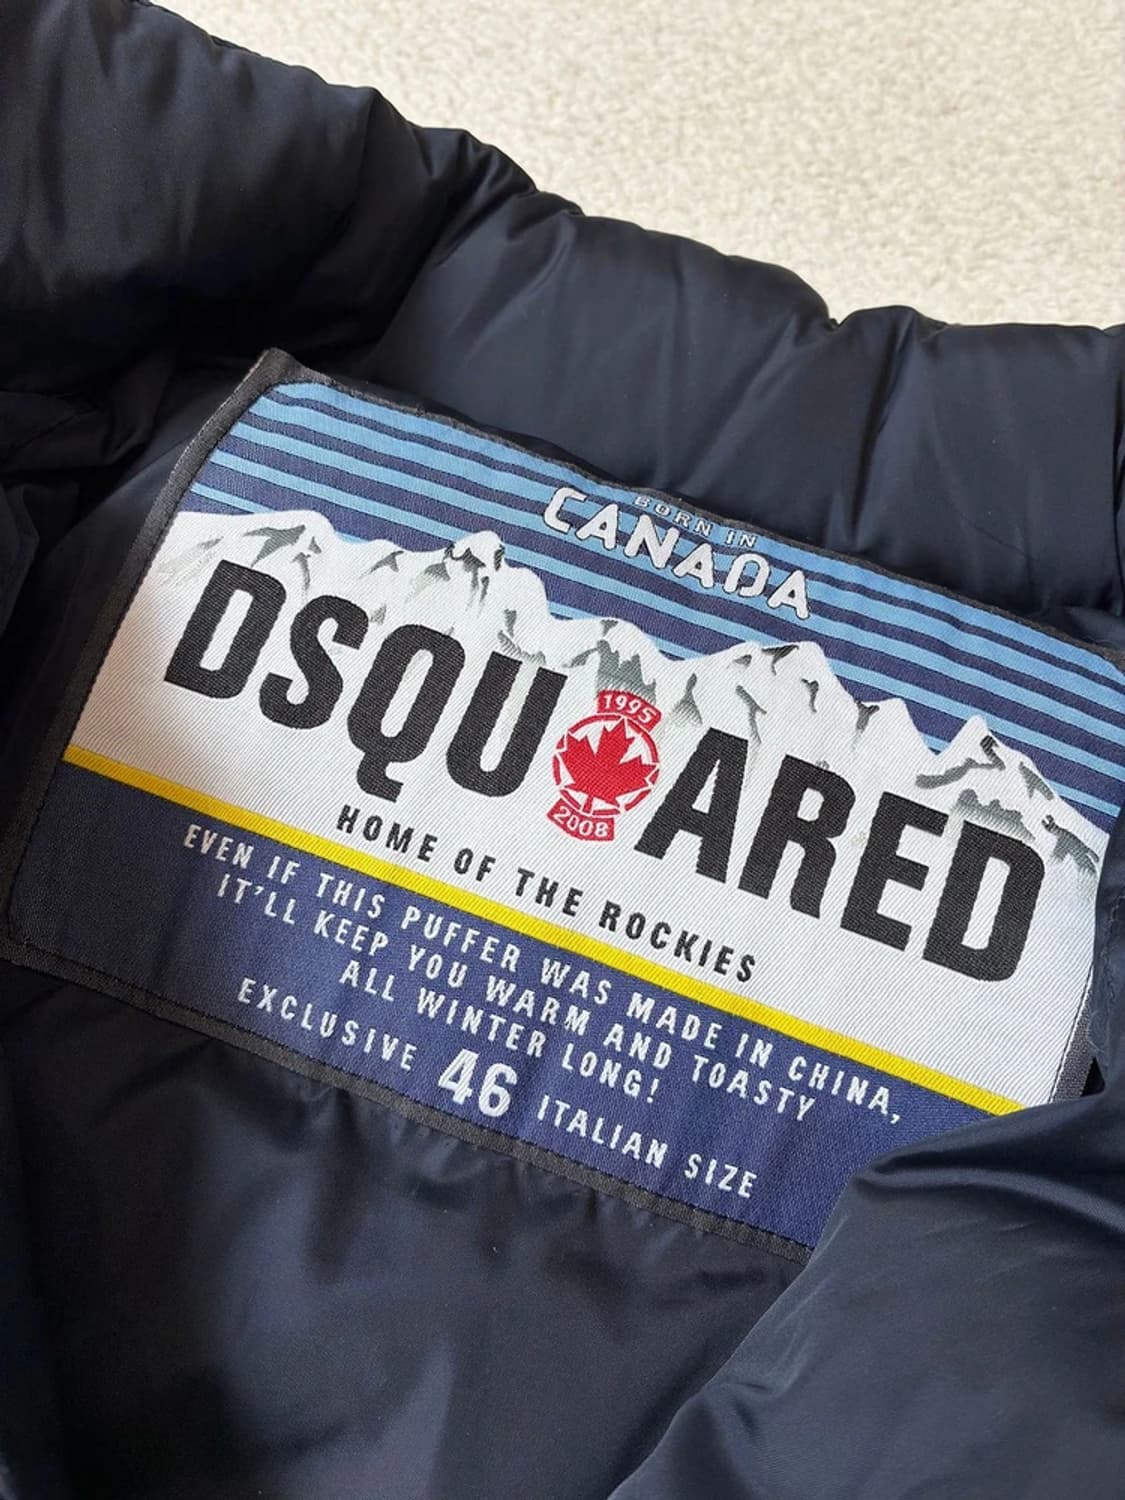 BORN IN
CANADA
DSQU ARED
1995
2008
HOME OF THE ROCKIES
EVEN IF THIS PUFFER WAS MADE IN CHINA,
IT'LL KEEP YOU WARM AND TOASTY
ALL WINTER LONG!
EXCLUSIVE 46 ITALIAN SIZE